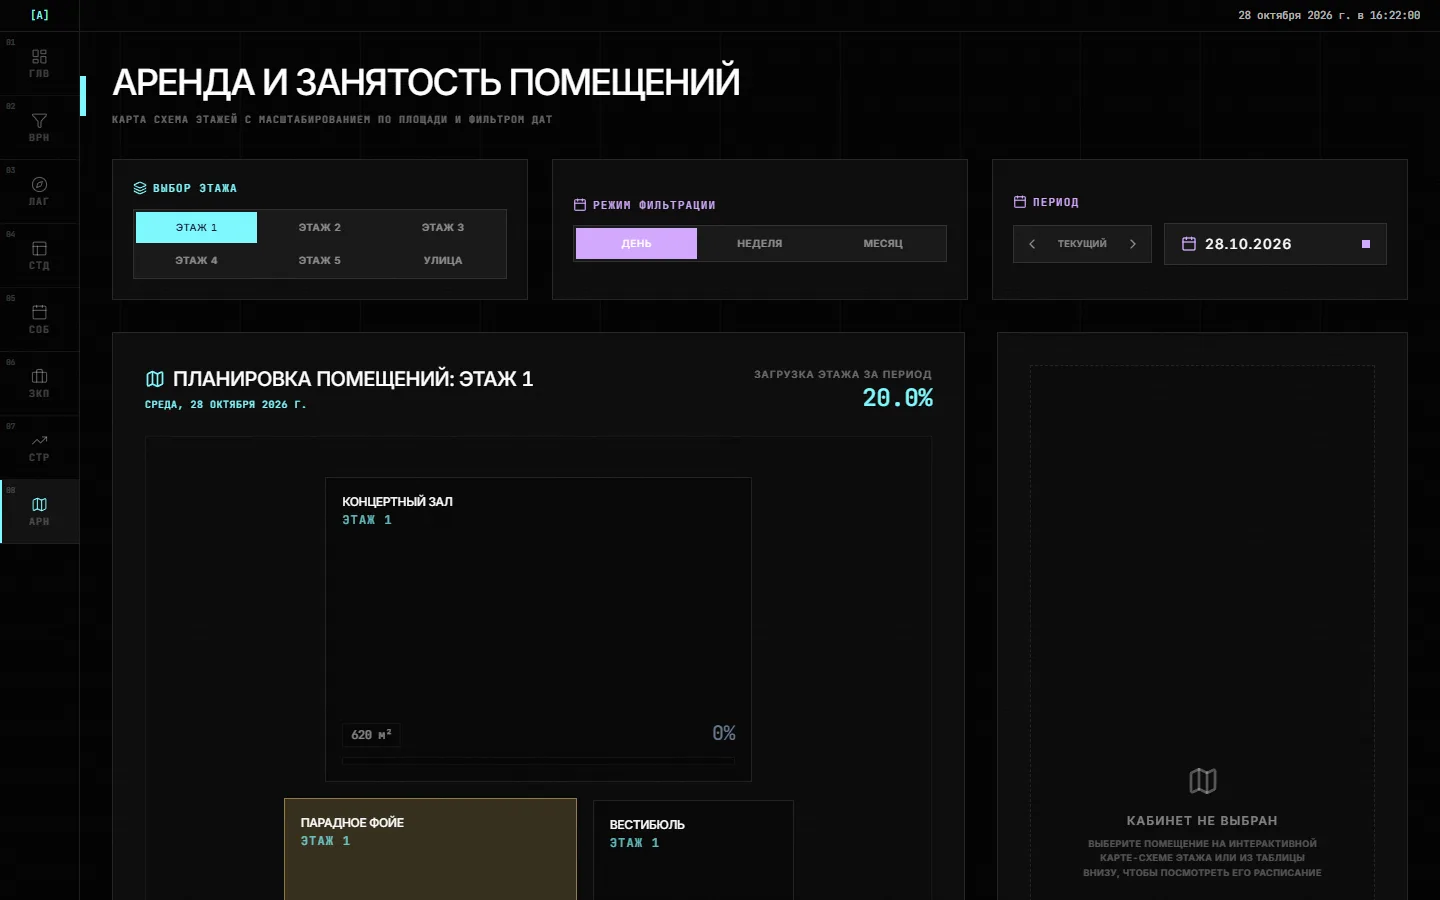 [A]
28 октября 2026 г. в 16:22:00
01
ГЛВ
02
ВРН
03
ЛАГ
04
СТД
05
СОБ
06
ЗКП
07
СТР
08
АРН
АРЕНДА И ЗАНЯТОСТЬ ПОМЕЩЕНИЙ
КАРТА СХЕМА ЭТАЖЕЙ С МАСШТАБИРОВАНИЕМ ПО ПЛОЩАДИ И ФИЛЬТРОМ ДАТ
ВЫБОР ЭТАЖА
ЭТАЖ 1
ЭТАЖ 2
ЭТАЖ 3
ЭТАЖ 4
ЭТАЖ 5
УЛИЦА
РЕЖИМ ФИЛЬТРАЦИИ
ДЕНЬ
НЕДЕЛЯ
МЕСЯЦ
ПЕРИОД
ТЕКУЩИЙ
28.10.2026
ПЛАНИРОВКА ПОМЕЩЕНИЙ: ЭТАЖ 1
СРЕДА, 28 ОКТЯБРЯ 2026 Г.
ЗАГРУЗКА ЭТАЖА ЗА ПЕРИОД
20.0%
КОНЦЕРТНЫЙ ЗАЛ
ЭТАЖ 1
620 м²
0%
ПАРАДНОЕ ФОЙЕ
ЭТАЖ 1
ВЕСТИБЮЛЬ
ЭТАЖ 1
КАБИНЕТ НЕ ВЫБРАН
ВЫБЕРИТЕ ПОМЕЩЕНИЕ НА ИНТЕРАКТИВНОЙ
КАРТЕ-СХЕМЕ ЭТАЖА ИЛИ ИЗ ТАБЛИЦЫ
ВНИЗУ, ЧТОБЫ ПОСМОТРЕТЬ ЕГО РАСПИСАНИЕ